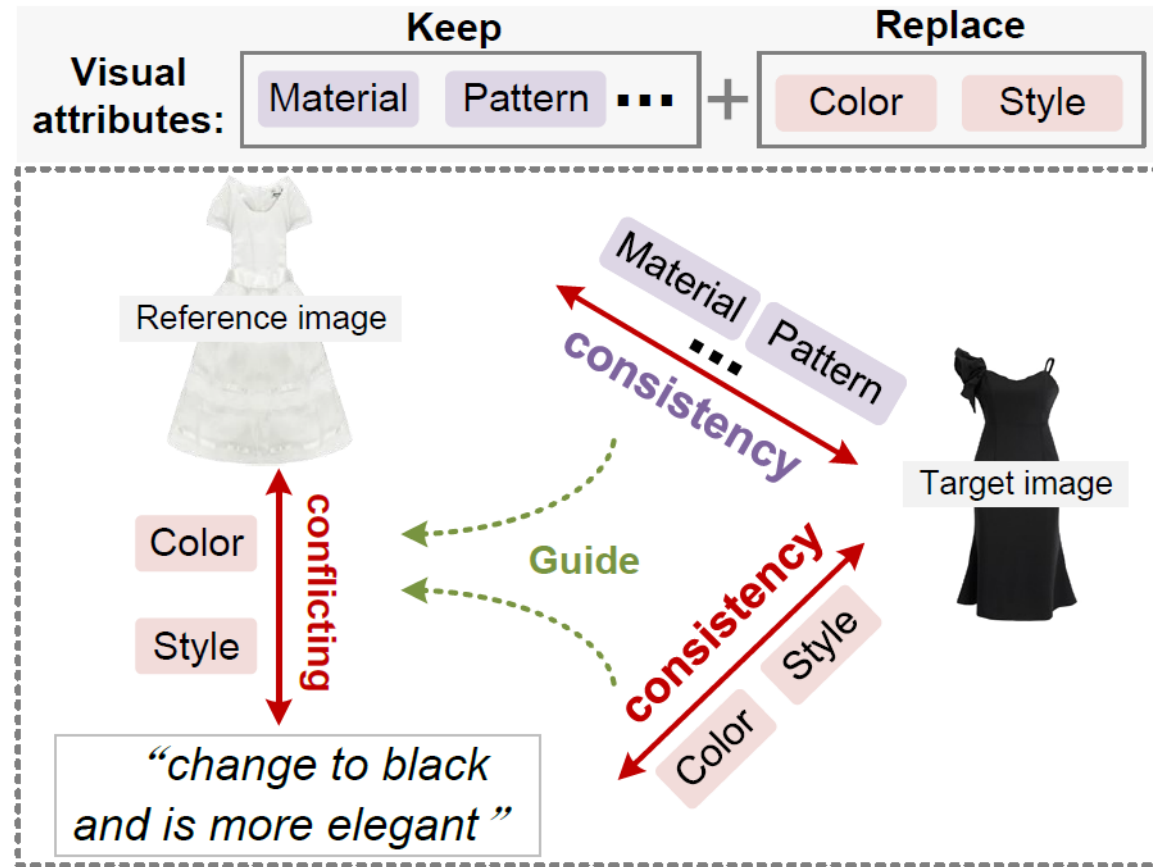 Keep
Replace
Visual attributes:
Material Pattern ... + Color Style
Reference image
Material Pattern
...
consistency
Target image
Color
Style
conflicting
Guide
consistency
Color Style
“change to black
and is more elegant”